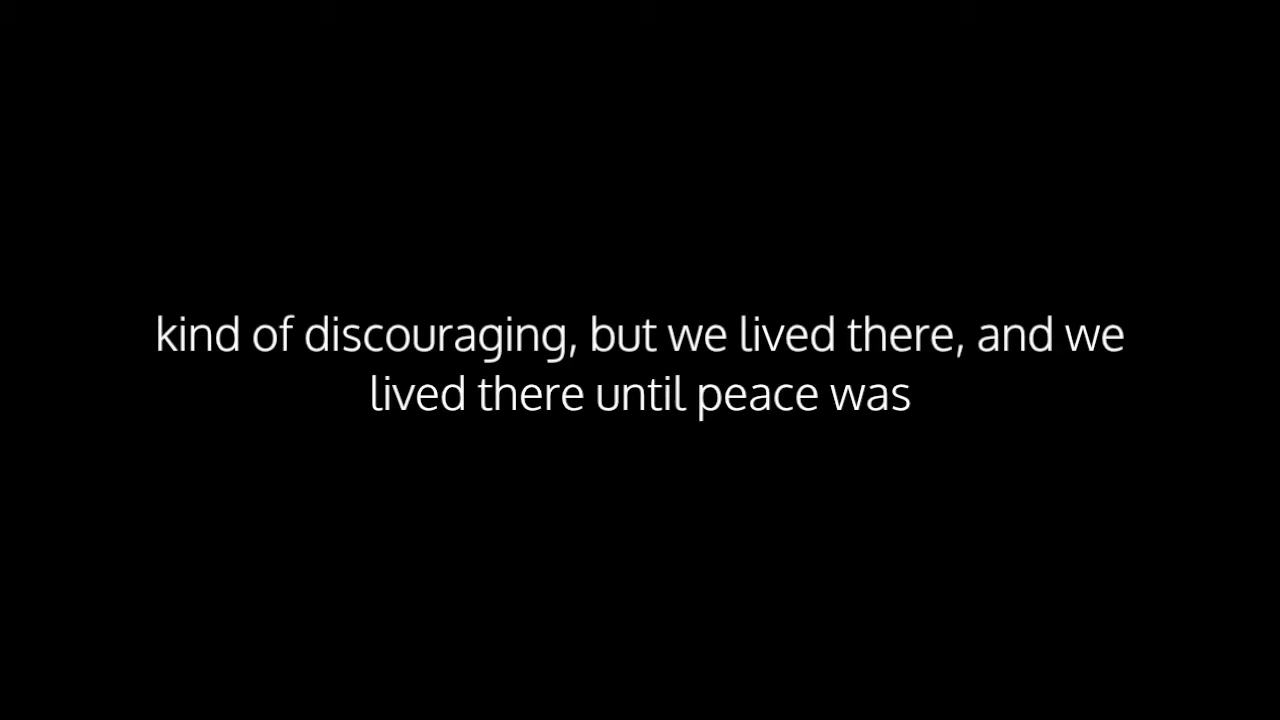 kind of discouraging, but we lived there, and we
lived there until peace was